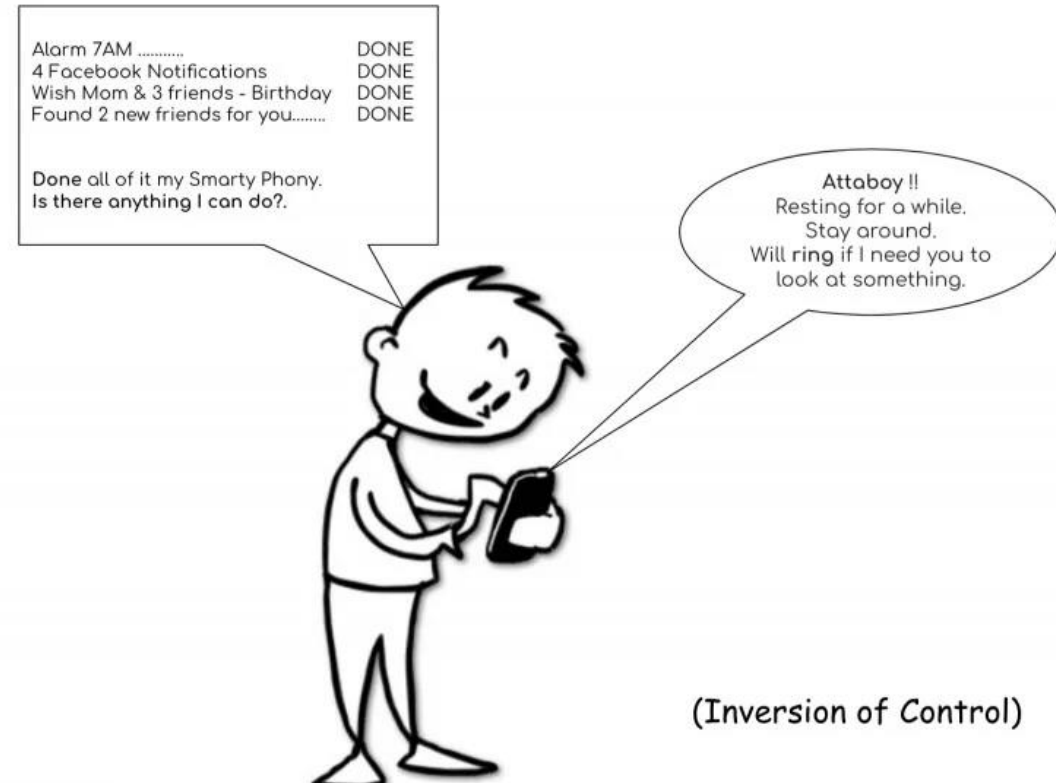 Alarm 7AM ........... DONE
4 Facebook Notifications DONE
Wish Mom & 3 friends - Birthday DONE
Found 2 new friends for you........ DONE
Done all of it my Smarty Phony.
Is there anything I can do?.
Attaboy !!
Resting for a while.
Stay around.
Will ring if I need you to
look at something.
(Inversion of Control)